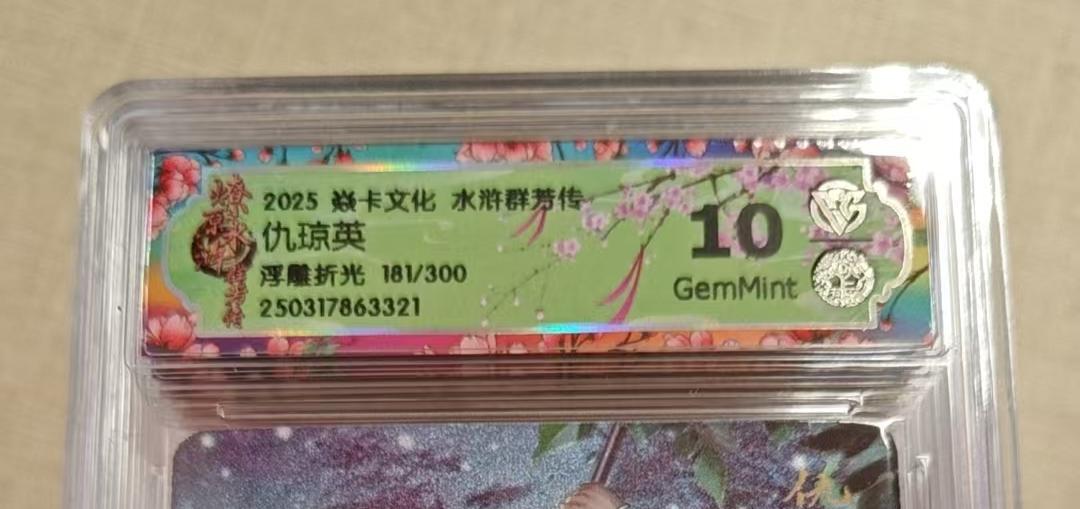 2025 焱卡文化 水浒群芳传
仇琼英
浮雕折光 181/300
250317863321
10
GemMint
仇